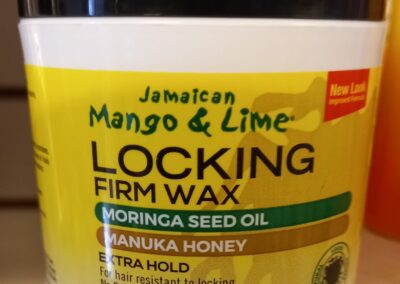 New Look
Improved Formula
Jamaican
Mango & Lime®
LOCKING
FIRM WAX
MORINGA SEED OIL
MANUKA HONEY
EXTRA HOLD
For hair resistant to locking